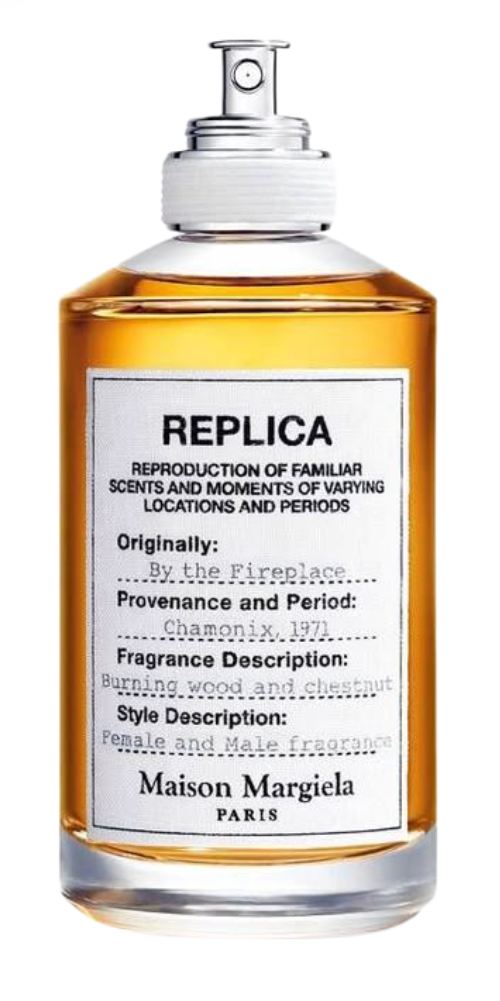 REPLICA
REPRODUCTION OF FAMILIAR
SCENTS AND MOMENTS OF VARYING
LOCATIONS AND PERIODS
Originally:
By the Fireplace
Provenance and Period:
Chamonix, 1971
Fragrance Description:
Burning wood and chestnut
Style Description:
Female and Male fragrance
Maison Margiela
PARIS